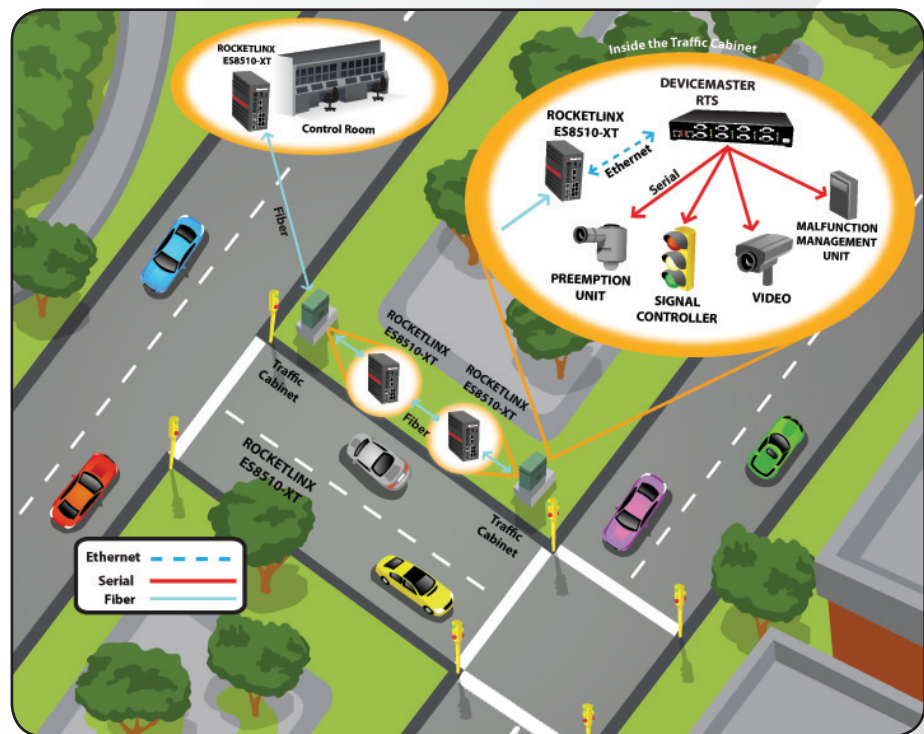 ROCKETLINX
ES8510-XT
Control Room
Fiber
Inside the Traffic Cabinet
DEVICEMASTER
RTS
ROCKETLINX
ES8510-XT
Ethernet
Serial
PREEMPTION
UNIT
SIGNAL
CONTROLLER
VIDEO
MALFUNCTION
MANAGEMENT
UNIT
Traffic
Cabinet
ROCKETLINX
ES8510-XT
ROCKETLINX
ES8510-XT
Fiber
ROCKETLINX
ES8510-XT
Traffic
Cabinet
Ethernet
Serial
Fiber